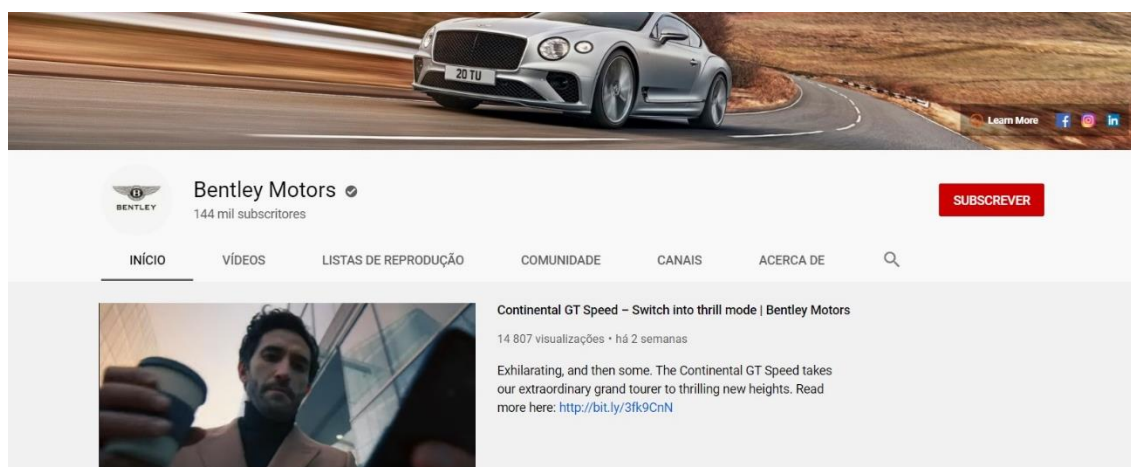 20 TU
Learn More
BENTLEY
Bentley Motors
144 mil subscritores
SUBSCREVER
INÍCIO VÍDEOS LISTAS DE REPRODUÇÃO COMUNIDADE CANAIS ACERCA DE
Continental GT Speed – Switch into thrill mode | Bentley Motors
14 807 visualizações • há 2 semanas
Exhilarating, and then some. The Continental GT Speed takes
our extraordinary grand tourer to thrilling new heights. Read
more here: http://bit.ly/3fk9CnN